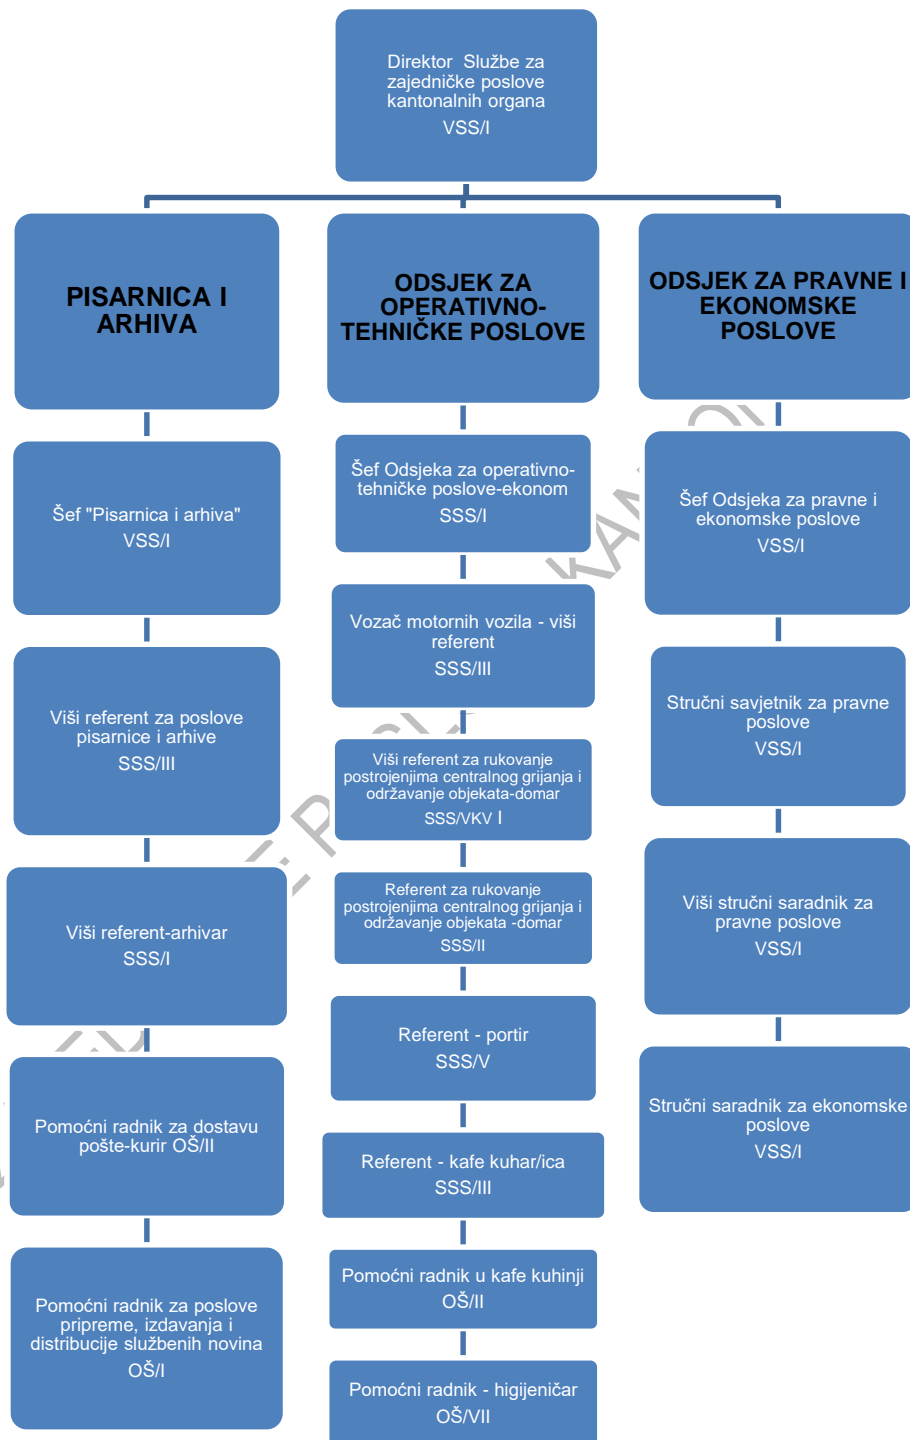 Direktor Službe za
zajedničke poslove
kantonalnih organa
VSS/I
PISARNICA I
ARHIVA
Šef "Pisarnica i arhiva"
VSS/I
Viši referent za poslove
pisarnice i arhive
SSS/III
Viši referent-arhivar
SSS/I
Pomoćni radnik za dostavu
pošte-kurir OŠ/II
Pomoćni radnik za poslove
pripreme, izdavanja i
distribucije službenih novina
OŠ/I
ODSJEK ZA
OPERATIVNO-
TEHNIČKE POSLOVE
Šef Odsjeka za operativno-
tehničke poslove-ekonom
SSS/I
Vozač motornih vozila - viši
referent
SSS/III
Viši referent za rukovanje
postrojenjima centralnog grijanja i
održavanje objekata-domar
SSS/VKV I
Referent za rukovanje
postrojenjima centralnog grijanja i
održavanje objekata -domar
SSS/II
Referent - portir
SSS/V
Referent - kafe kuhar/ica
SSS/III
Pomoćni radnik u kafe kuhinji
OŠ/II
Pomoćni radnik - higijeničar
OŠ/VII
ODSJEK ZA PRAVNE I
EKONOMSKE
POSLOVE
Šef Odsjeka za pravne i
ekonomske poslove
VSS/I
Stručni savjetnik za pravne
poslove
VSS/I
Viši stručni saradnik za
pravne poslove
VSS/I
Stručni saradnik za ekonomske
poslove
VSS/I